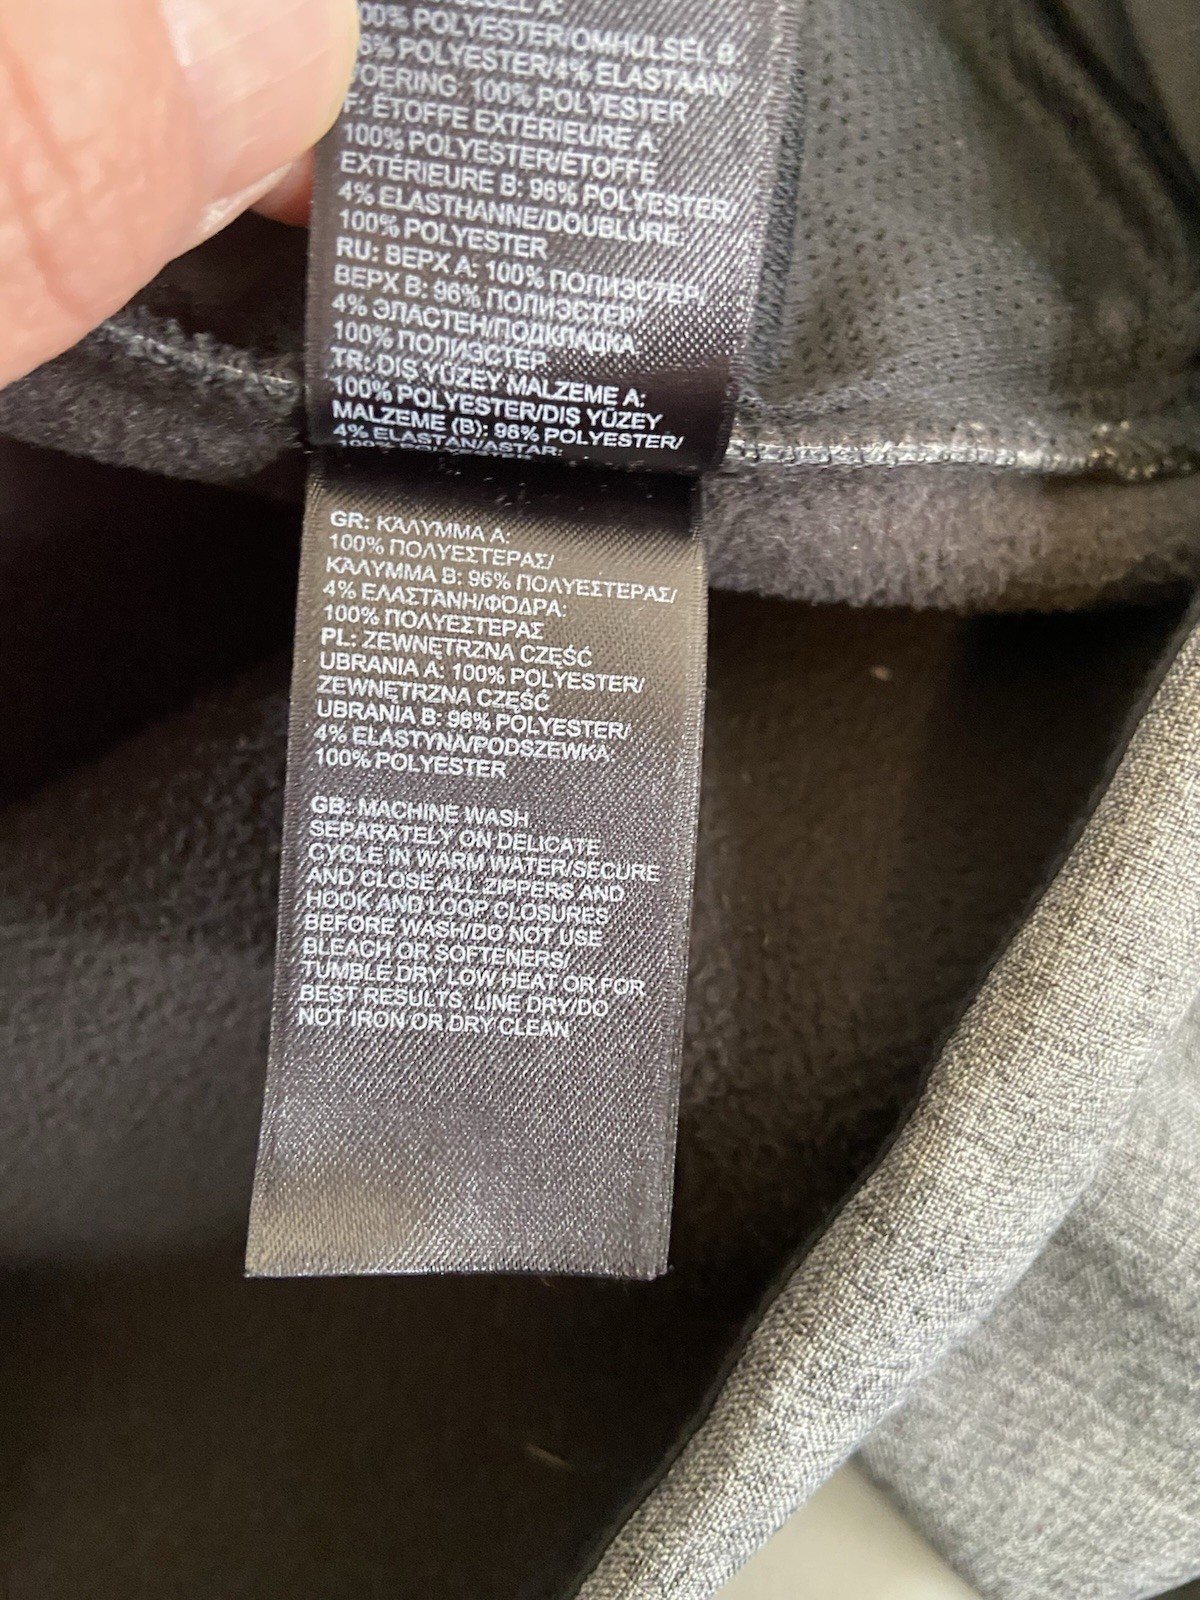 100% POLYESTER/OMHULSEL B:
96% POLYESTER/4% ELASTAAN/
VOERING: 100% POLYESTER
F: ÉTOFFE EXTÉRIEURE A:
100% POLYESTER/ÉTOFFE
EXTÉRIEURE B: 96% POLYESTER/
4% ELASTHANNE/DOUBLURE:
100% POLYESTER
RU: ВЕРХ А: 100% ПОЛИЭСТЕР/
ВЕРХ В: 96% ПОЛИЭСТЕР/
4% ЭЛАСТЕН/ПОДКЛАДКА:
100% ПОЛИЭСТЕР
TR: DIŞ YÜZEY MALZEME A:
100% POLYESTER/DIŞ YÜZEY
MALZEME (B): 96% POLYESTER/
4% ELASTAN/ASTAR:
100% POLYESTER
GR: ΚΆΛΥΜΜΑ Α:
100% ΠΟΛΥΕΣΤΕΡΑΣ/
ΚΆΛΥΜΜΑ Β: 96% ΠΟΛΥΕΣΤΕΡΑΣ/
4% ΕΛΑΣΤΆΝΗ/ΦΌΔΡΑ:
100% ΠΟΛΥΕΣΤΕΡΑΣ
PL: ZEWNĘTRZNA CZĘŚĆ
UBRANIA A: 100% POLYESTER/
ZEWNĘTRZNA CZĘŚĆ
UBRANIA B: 96% POLYESTER/
4% ELASTYNA/PODSZEWKA:
100% POLYESTER
GB: MACHINE WASH
SEPARATELY ON DELICATE
CYCLE IN WARM WATER/SECURE
AND CLOSE ALL ZIPPERS AND
HOOK AND LOOP CLOSURES
BEFORE WASH/DO NOT USE
BLEACH OR SOFTENERS/
TUMBLE DRY LOW HEAT OR FOR
BEST RESULTS, LINE DRY/DO
NOT IRON OR DRY CLEAN